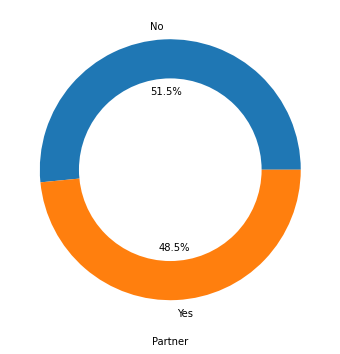 No
51.5%
48.5%
Yes
Partner